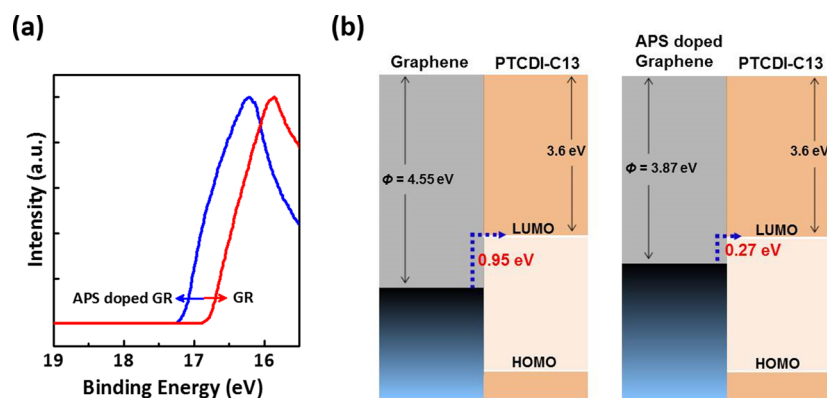 (a)
Intensity (a.u.)
APS doped GR
GR
19 18 17 16
Binding Energy (eV)
(b)
Graphene
PTCDI-C13
Φ = 4.55 eV
3.6 eV
LUMO
0.95 eV
HOMO
APS doped
Graphene
PTCDI-C13
Φ = 3.87 eV
3.6 eV
LUMO
0.27 eV
HOMO